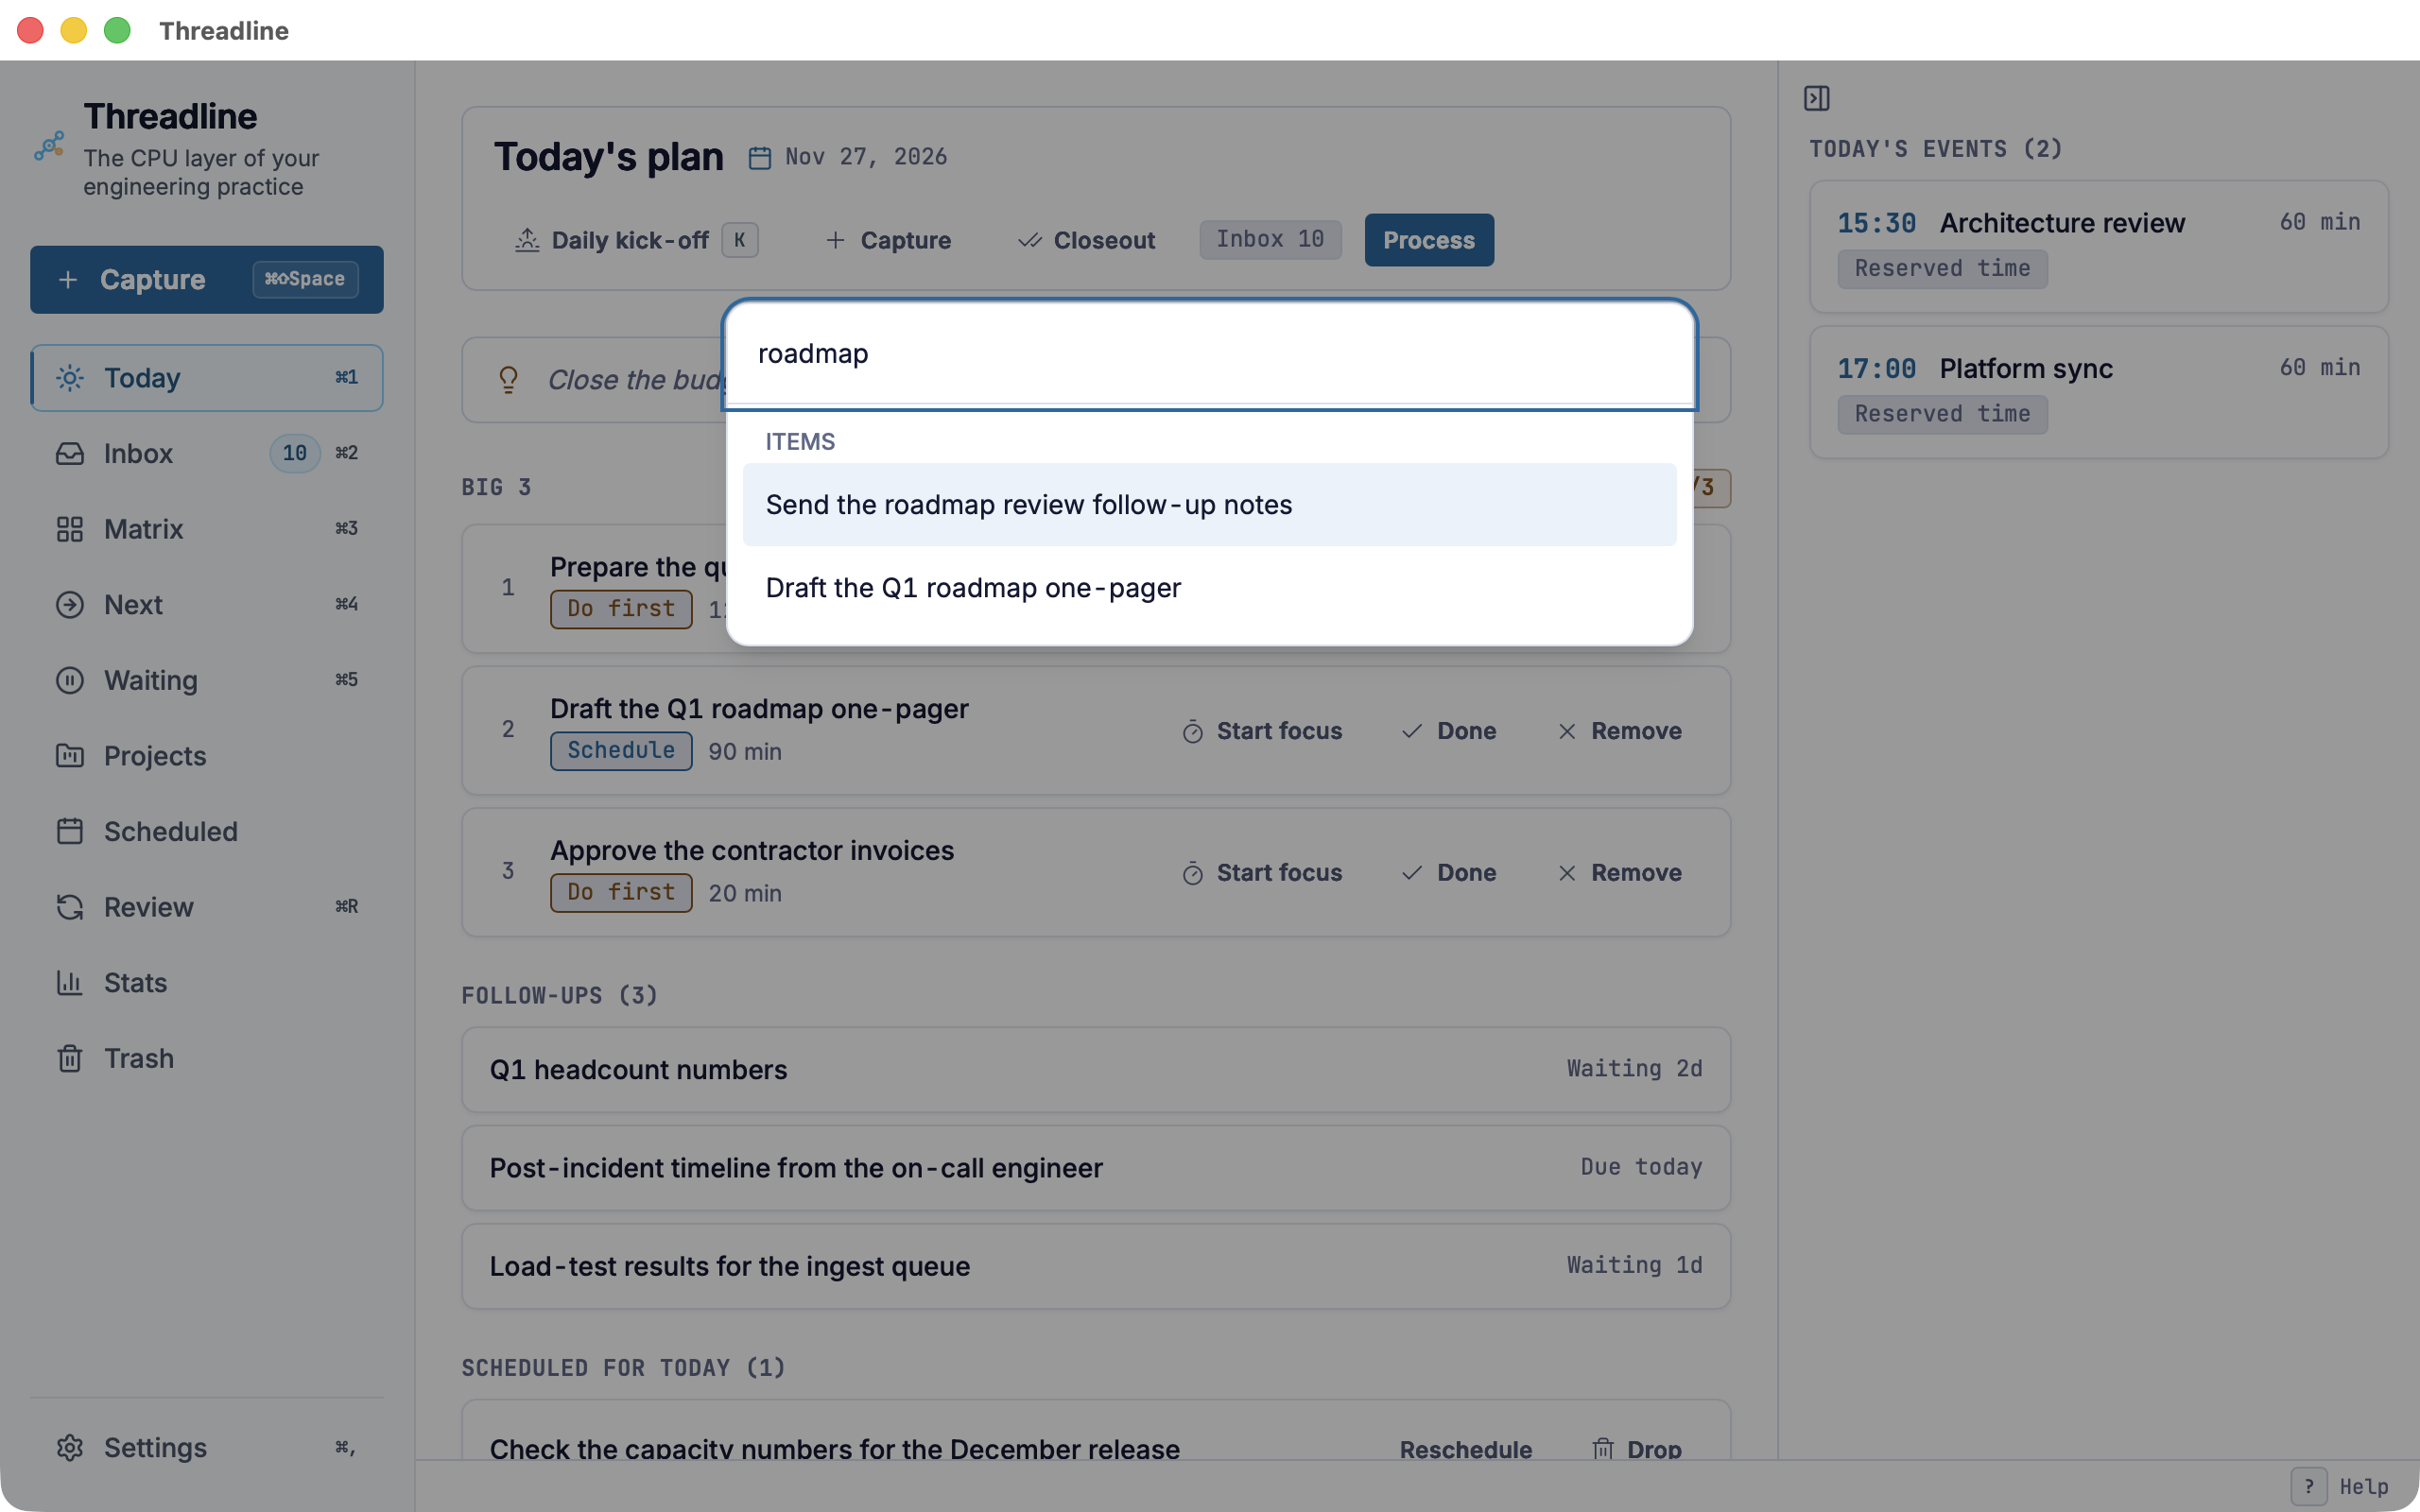 Threadline
Threadline
The CPU layer of your
engineering practice
+ Capture ⌘⇧Space
Today ⌘1
Inbox 10 ⌘2
Matrix ⌘3
Next ⌘4
Waiting ⌘5
Projects
Scheduled
Review ⌘R
Stats
Trash
Settings ⌘,
Today's plan Nov 27, 2026
Daily kick-off K + Capture Closeout Inbox 10 Process
roadmap
ITEMS
Send the roadmap review follow-up notes
Draft the Q1 roadmap one-pager
Close the
BIG 3 /3
1 Prepare the
Do first
2 Draft the Q1 roadmap one-pager
Schedule 90 min
Start focus Done Remove
3 Approve the contractor invoices
Do first 20 min
Start focus Done Remove
FOLLOW-UPS (3)
Q1 headcount numbers Waiting 2d
Post-incident timeline from the on-call engineer Due today
Load-test results for the ingest queue Waiting 1d
SCHEDULED FOR TODAY (1)
Check the capacity numbers for the December release Reschedule Drop
TODAY'S EVENTS (2)
15:30 Architecture review 60 min
Reserved time
17:00 Platform sync 60 min
Reserved time
? Help